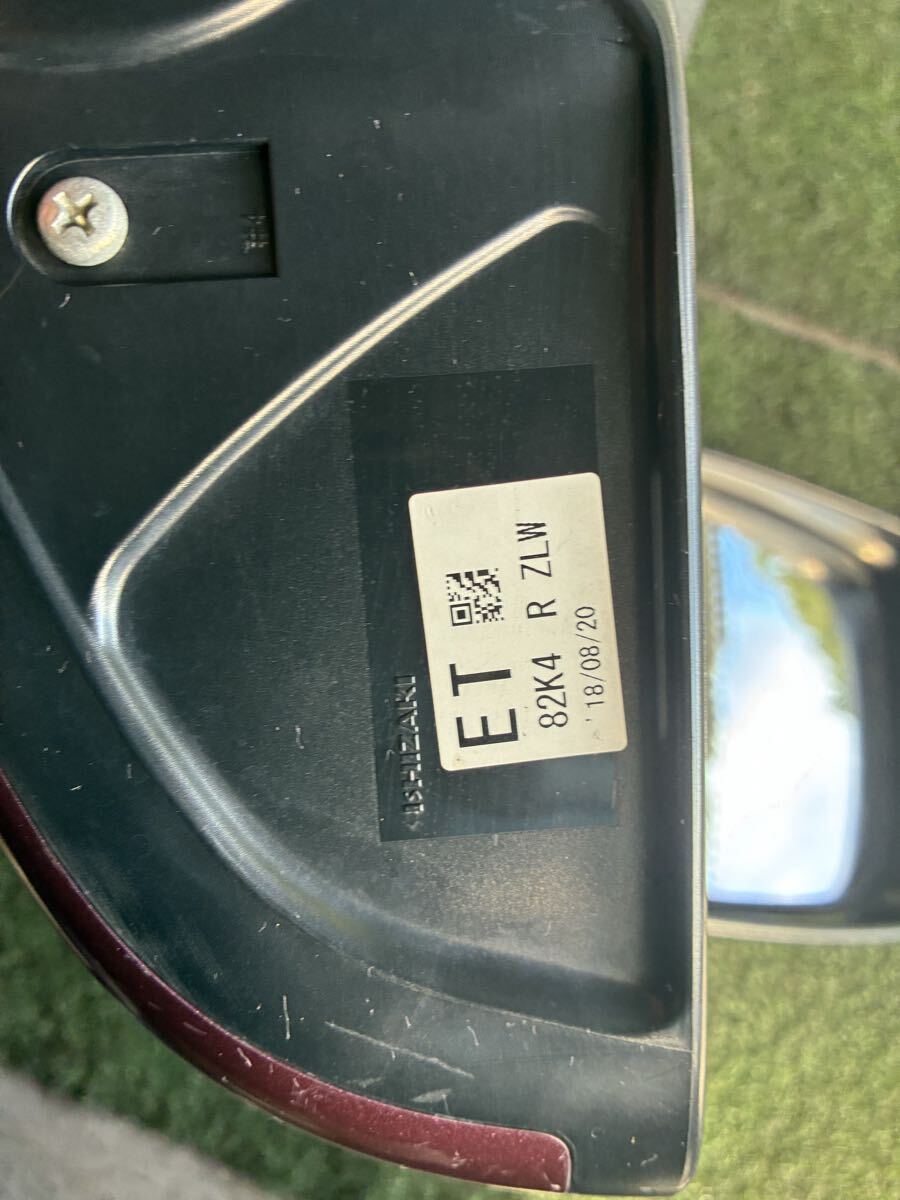 ISHIZAKI
ET
82K4 R ZLW
'18/08/20